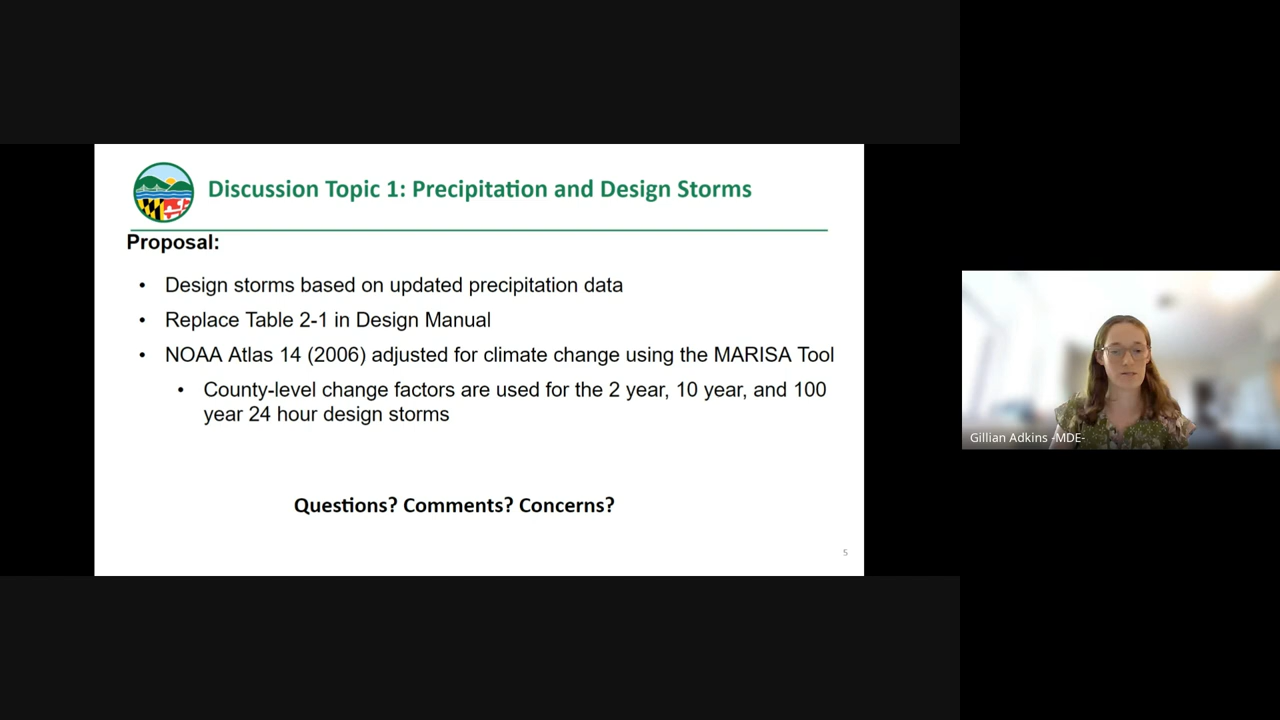 Discussion Topic 1: Precipitation and Design Storms
Proposal:
• Design storms based on updated precipitation data
• Replace Table 2-1 in Design Manual
• NOAA Atlas 14 (2006) adjusted for climate change using the MARISA Tool
• County-level change factors are used for the 2 year, 10 year, and 100
year 24 hour design storms
Questions? Comments? Concerns?
5
Gillian Adkins -MDE-